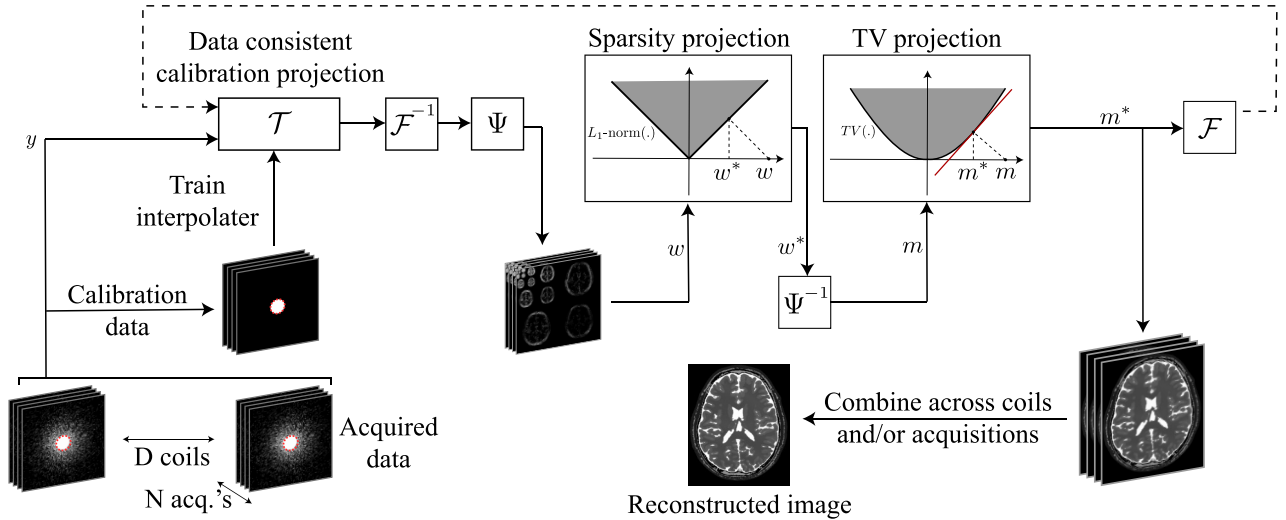 Data consistent
calibration projection
Sparsity projection
TV projection
y
𝒯
ℱ⁻¹
Ψ
L₁-norm(.)
w*
w
TV(.)
m*
m
m*
ℱ
Train
interpolater
w
w*
m
Ψ⁻¹
Calibration
data
D coils
N acq.'s
Acquired
data
Combine across coils
and/or acquisitions
Reconstructed image